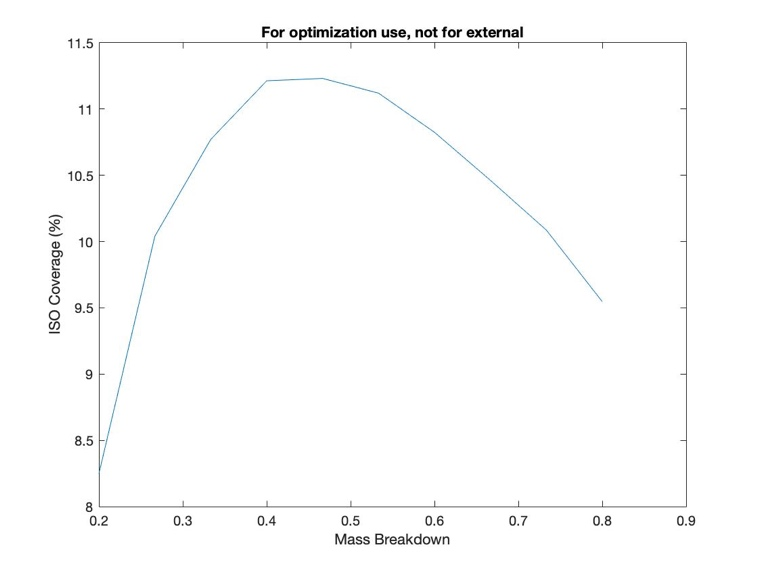 For optimization use, not for external
11.5
11
10.5
10
9.5
9
8.5
8
ISO Coverage (%)
0.2 0.3 0.4 0.5 0.6 0.7 0.8 0.9
Mass Breakdown